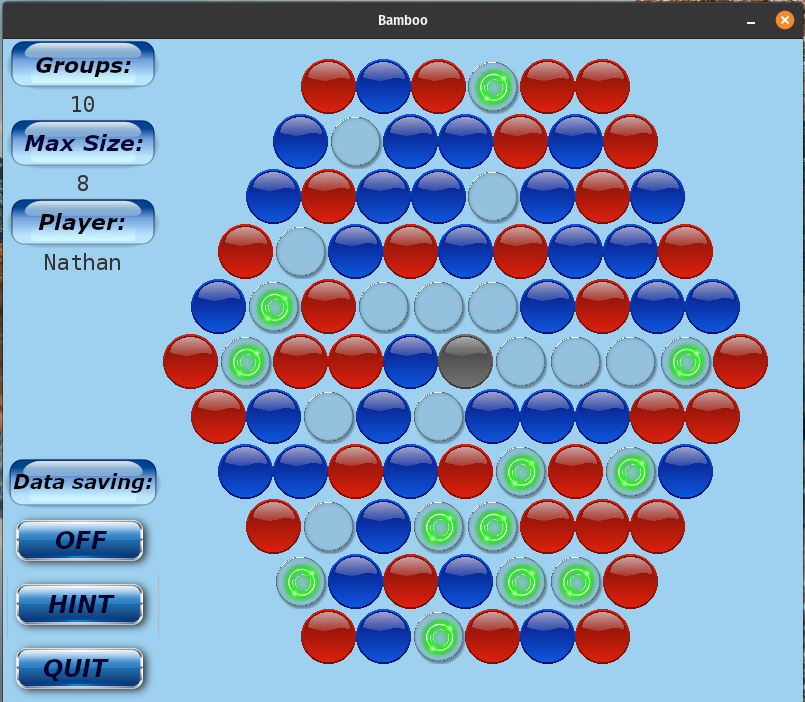 Bamboo
Groups:
10
Max Size:
8
Player:
Nathan
Data saving:
OFF
HINT
QUIT